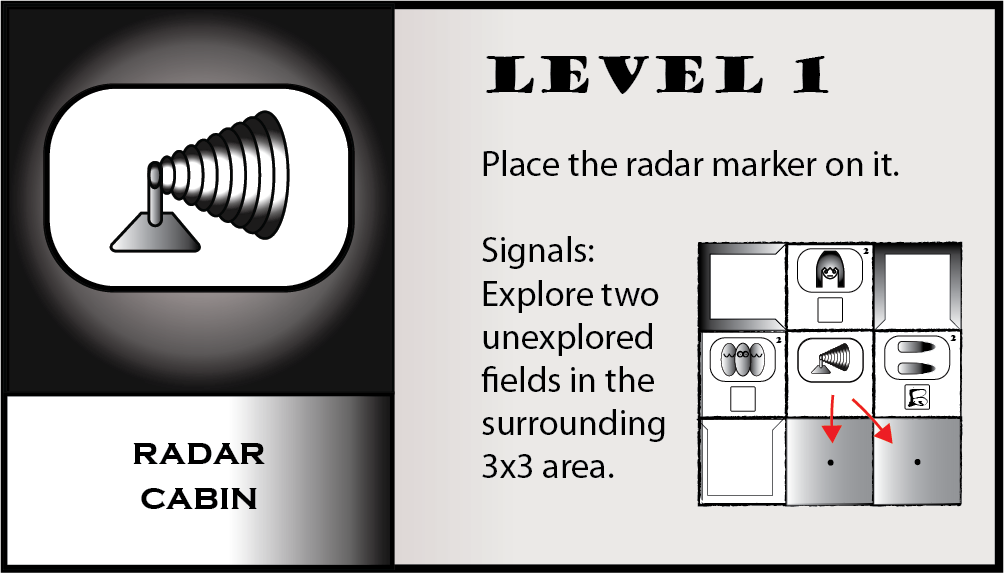 LEVEL 1
Place the radar marker on it.
Signals:
Explore two
unexplored
fields in the
surrounding
3x3 area.
2
2
2
RADAR
CABIN